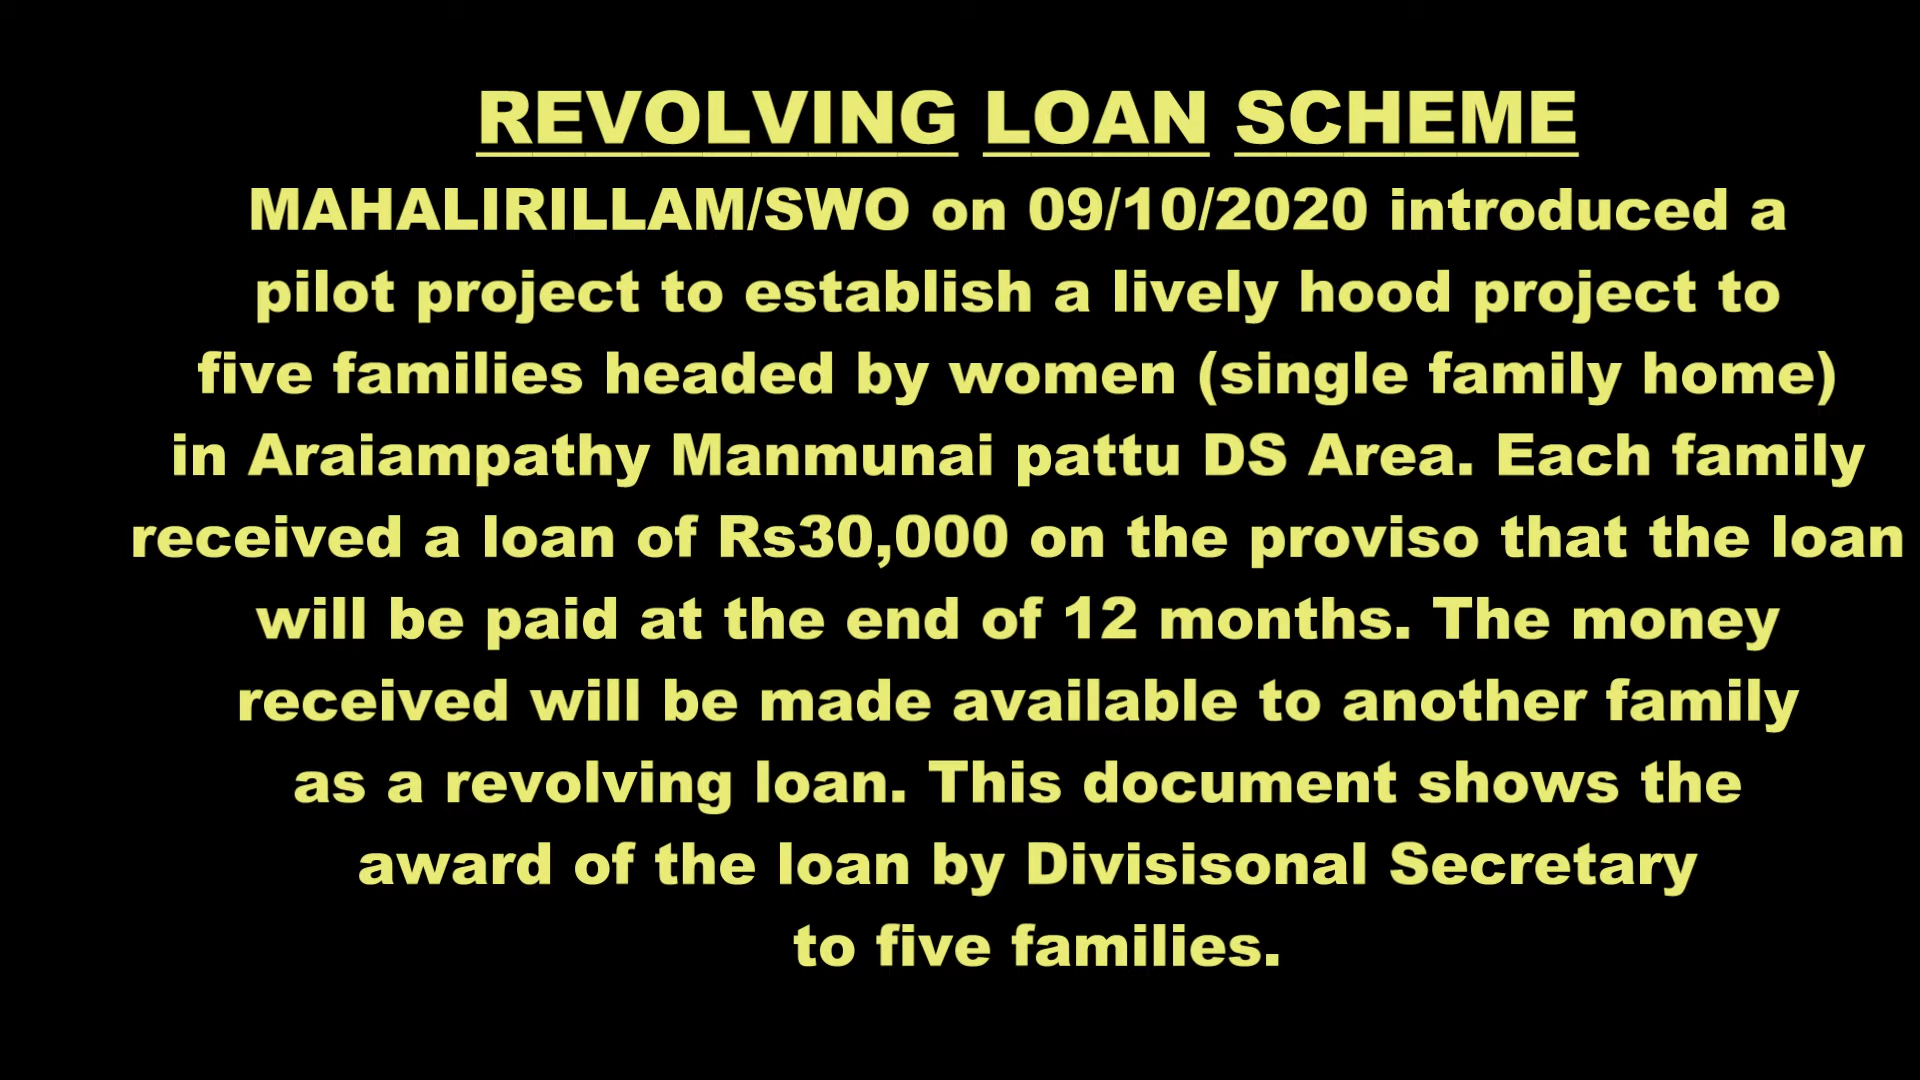 REVOLVING LOAN SCHEME
MAHALIRILLAM/SWO on 09/10/2020 introduced a
pilot project to establish a lively hood project to
five families headed by women (single family home)
in Araiampathy Manmunai pattu DS Area. Each family
received a loan of Rs30,000 on the proviso that the loan
will be paid at the end of 12 months. The money
received will be made available to another family
as a revolving loan. This document shows the
award of the loan by Divisisonal Secretary
to five families.